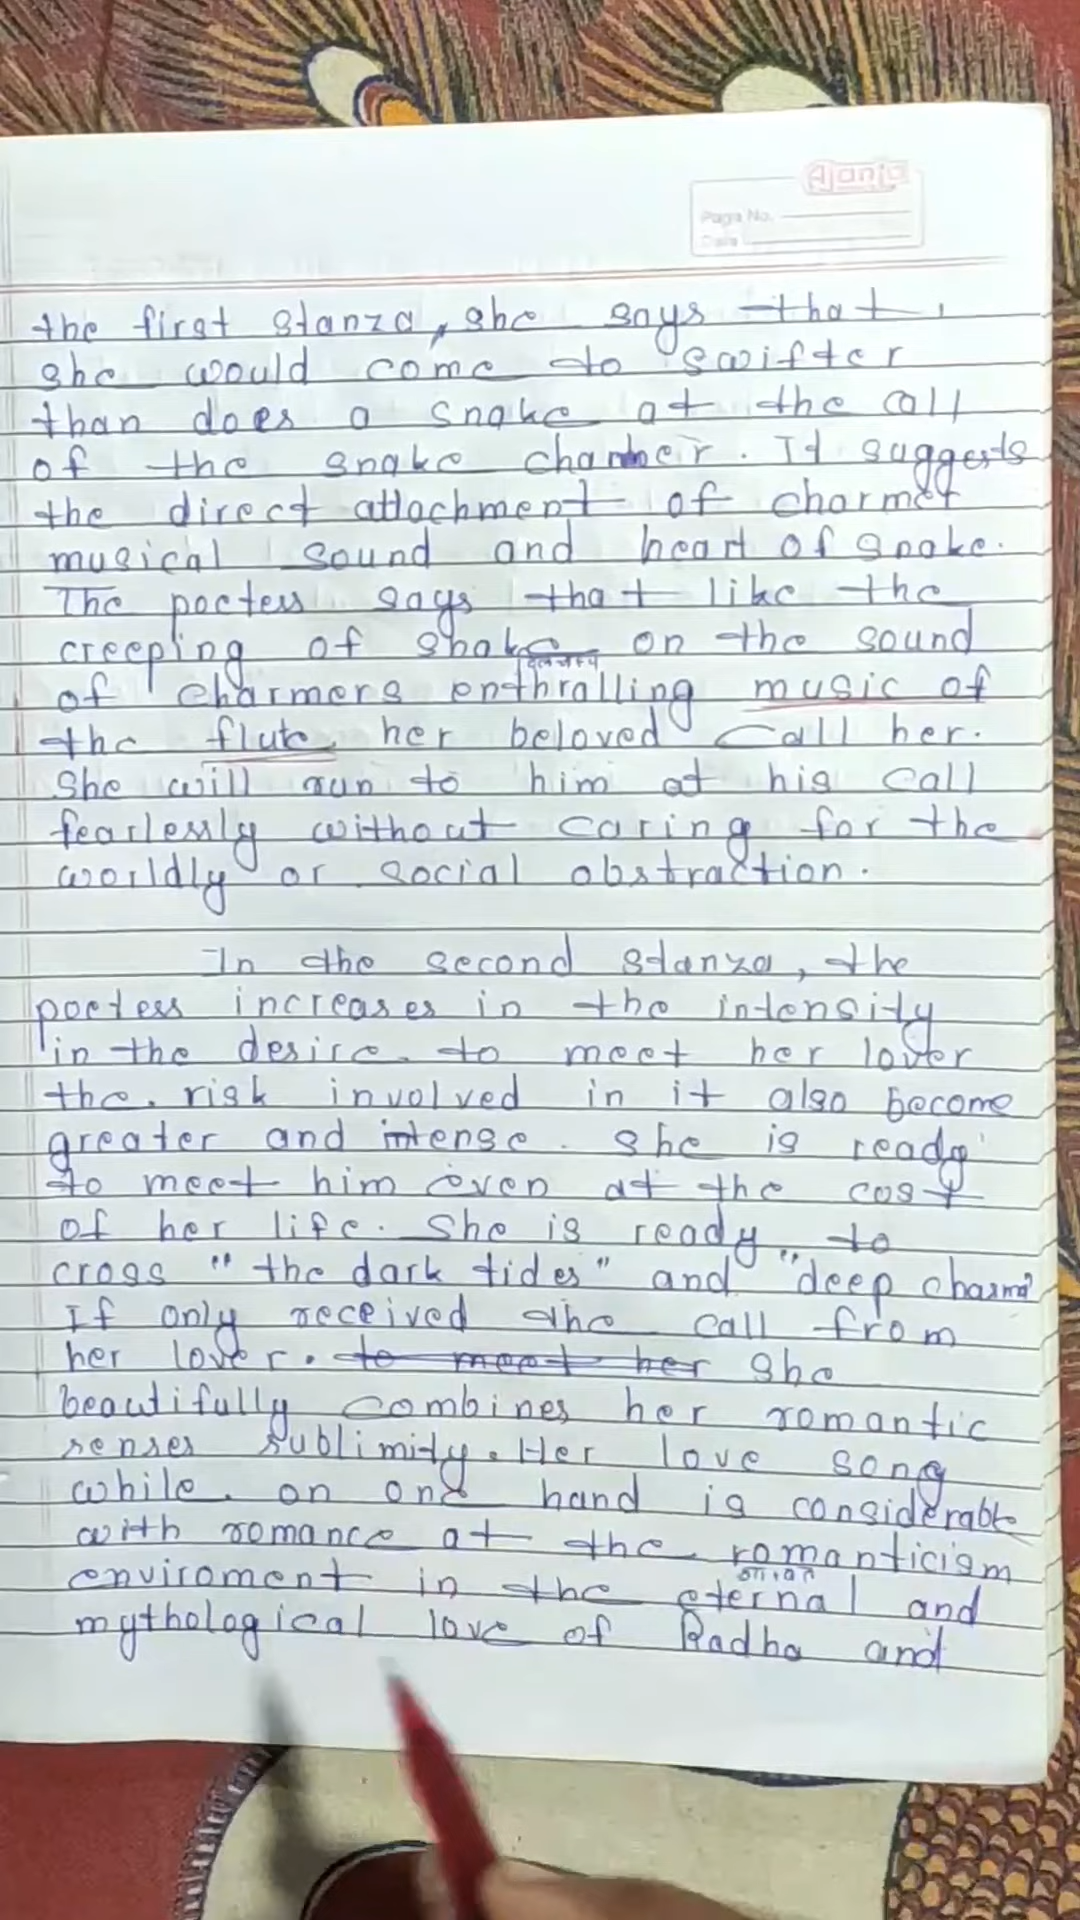 Ajanta
Page No.
Date
the first stanza, she says that,
she would come to swifter
than does a snake at the call
of the snake chamber. It suggests
the direct attachment of charmer
musical sound and heart of snake.
The poetess says that like the
creeping of snake on the sound
of charmers enthralling music of
the flute, her beloved call her.
She will run to him at his call
fearlessly without caring for the
worldly or social obstraction.
In the second stanza, the
poetess increases in the intensity
in the desire to meet her lover
the risk involved in it also become
greater and intense. She is ready
to meet him even at the cost
of her life. She is ready to
cross "the dark tides" and "deep
If only received the call from
her lover. to meet her She
beautifully combines her romantic
senses sublimity. Her love song
while on one hand is considerable
with romance at the romanticism
enviroment in the eternal and
mythological love of Radha and